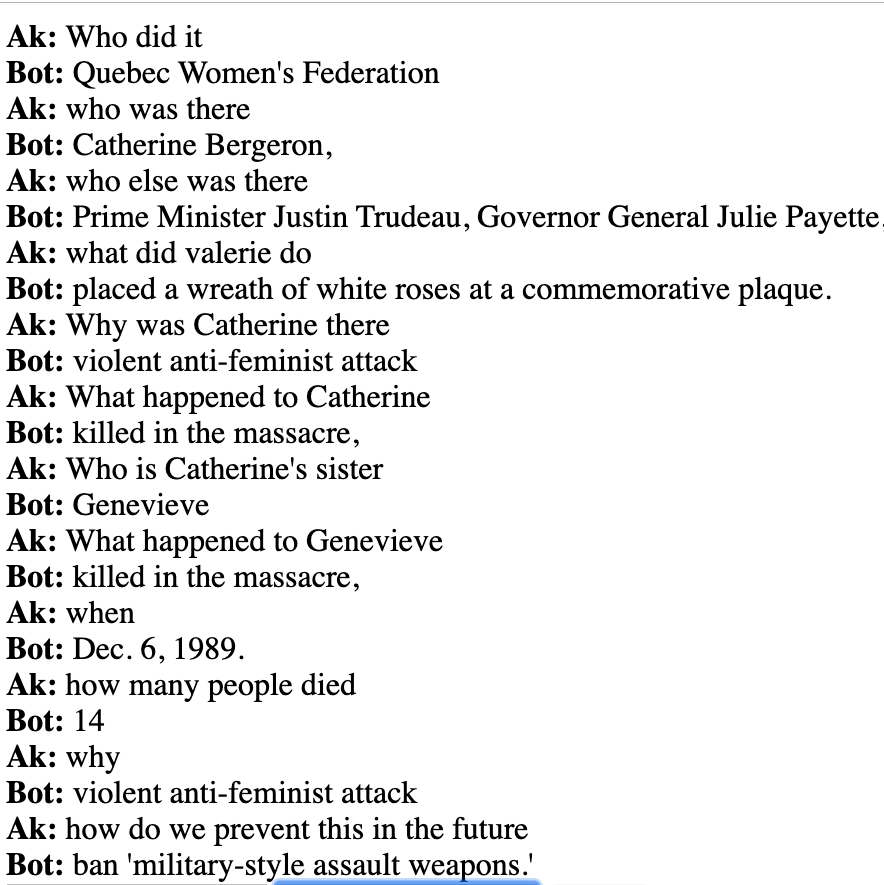 Ak: Who did it
Bot: Quebec Women's Federation
Ak: who was there
Bot: Catherine Bergeron,
Ak: who else was there
Bot: Prime Minister Justin Trudeau, Governor General Julie Payette,
Ak: what did valerie do
Bot: placed a wreath of white roses at a commemorative plaque.
Ak: Why was Catherine there
Bot: violent anti-feminist attack
Ak: What happened to Catherine
Bot: killed in the massacre,
Ak: Who is Catherine's sister
Bot: Genevieve
Ak: What happened to Genevieve
Bot: killed in the massacre,
Ak: when
Bot: Dec. 6, 1989.
Ak: how many people died
Bot: 14
Ak: why
Bot: violent anti-feminist attack
Ak: how do we prevent this in the future
Bot: ban 'military-style assault weapons.'